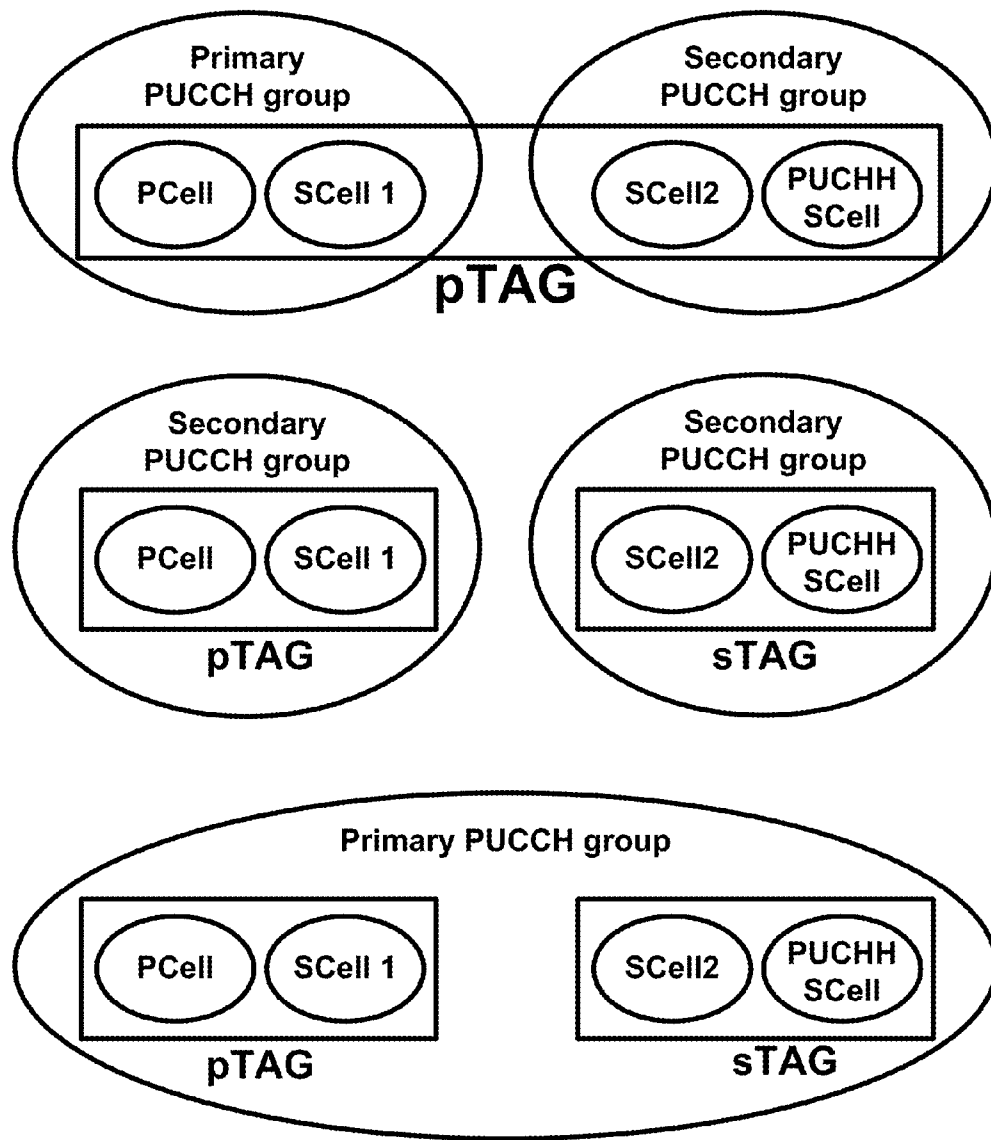 Primary
PUCCH group
Secondary
PUCCH group
PCell
SCell 1
SCell2
PUCHH
SCell
pTAG
Secondary
PUCCH group
Secondary
PUCCH group
PCell
SCell 1
SCell2
PUCHH
SCell
pTAG
sTAG
Primary PUCCH group
PCell
SCell 1
SCell2
PUCHH
SCell
pTAG
sTAG